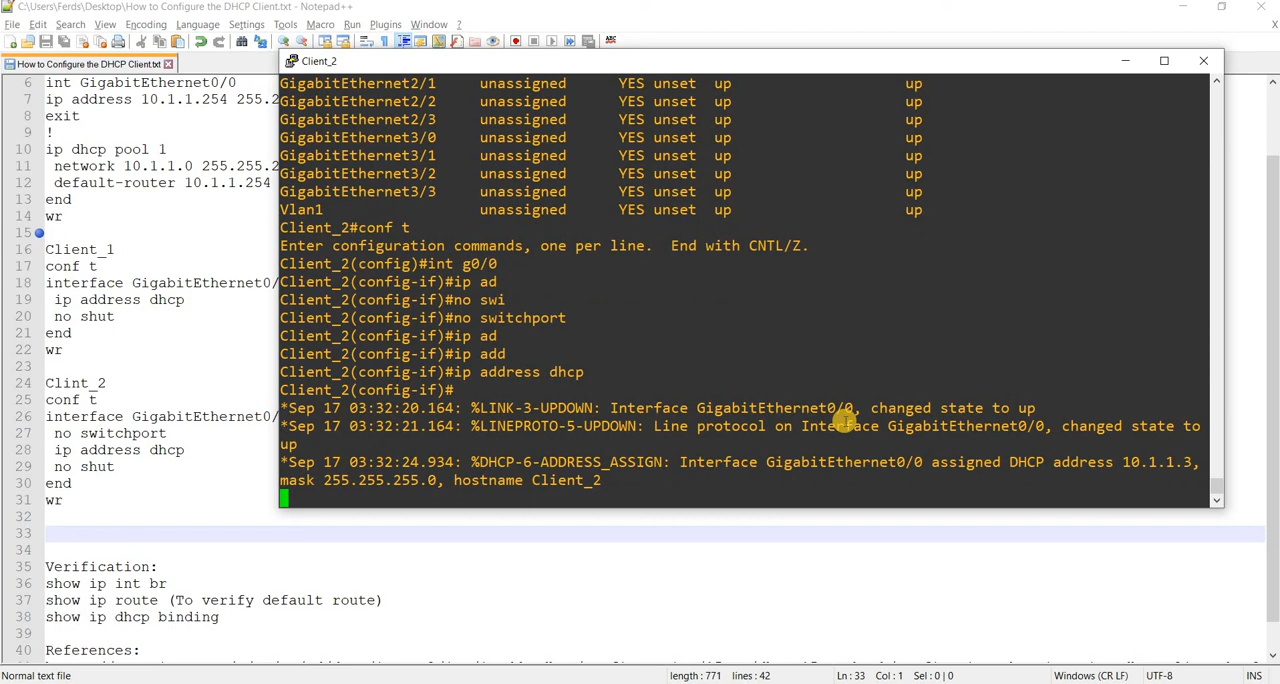 C:\Users\Ferds\Desktop\How to Configure the DHCP Client.txt - Notepad++
File Edit Search View Encoding Language Settings Tools Macro Run Plugins Window ?
How to Configure the DHCP Client.txt
6 int GigabitEthernet0/0
7 ip address 10.1.1.254 255.2
8 exit
9 !
10 ip dhcp pool 1
11 network 10.1.1.0 255.255.2
12 default-router 10.1.1.254
13 end
14 wr
15
16 Client_1
17 conf t
18 interface GigabitEthernet0/
19 ip address dhcp
20 no shut
21 end
22 wr
23
24 Clint_2
25 conf t
26 interface GigabitEthernet0/
27 no switchport
28 ip address dhcp
29 no shut
30 end
31 wr
32
33
34
35 Verification:
36 show ip int br
37 show ip route (To verify default route)
38 show ip dhcp binding
39
40 References:
Client_2
GigabitEthernet2/1 unassigned YES unset up up
GigabitEthernet2/2 unassigned YES unset up up
GigabitEthernet2/3 unassigned YES unset up up
GigabitEthernet3/0 unassigned YES unset up up
GigabitEthernet3/1 unassigned YES unset up up
GigabitEthernet3/2 unassigned YES unset up up
GigabitEthernet3/3 unassigned YES unset up up
Vlan1 unassigned YES unset up up
Client_2#conf t
Enter configuration commands, one per line. End with CNTL/Z.
Client_2(config)#int g0/0
Client_2(config-if)#ip ad
Client_2(config-if)#no swi
Client_2(config-if)#no switchport
Client_2(config-if)#ip ad
Client_2(config-if)#ip add
Client_2(config-if)#ip address dhcp
Client_2(config-if)#
*Sep 17 03:32:20.164: %LINK-3-UPDOWN: Interface GigabitEthernet0/0, changed state to up
*Sep 17 03:32:21.164: %LINEPROTO-5-UPDOWN: Line protocol on Interface GigabitEthernet0/0, changed state to
up
*Sep 17 03:32:24.934: %DHCP-6-ADDRESS_ASSIGN: Interface GigabitEthernet0/0 assigned DHCP address 10.1.1.3,
mask 255.255.255.0, hostname Client_2
Normal text file length : 771 lines : 42 Ln : 33 Col : 1 Sel : 0 | 0 Windows (CR LF) UTF-8 INS